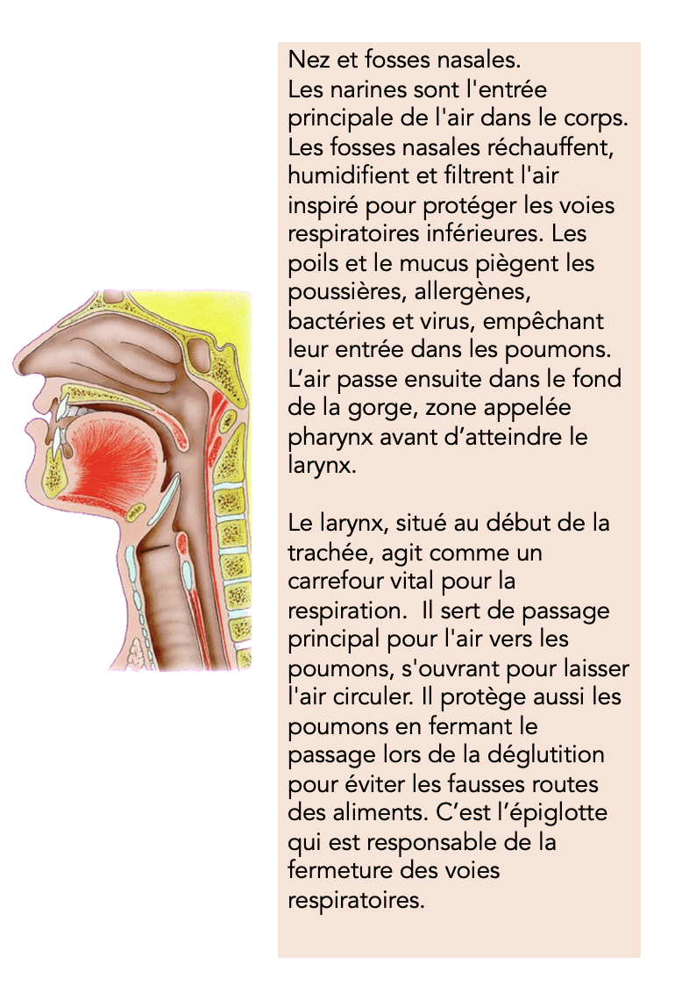 Nez et fosses nasales.
Les narines sont l'entrée
principale de l'air dans le corps.
Les fosses nasales réchauffent,
humidifient et filtrent l'air
inspiré pour protéger les voies
respiratoires inférieures. Les
poils et le mucus piègent les
poussières, allergènes,
bactéries et virus, empêchant
leur entrée dans les poumons.
L’air passe ensuite dans le fond
de la gorge, zone appelée
pharynx avant d’atteindre le
larynx.

Le larynx, situé au début de la
trachée, agit comme un
carrefour vital pour la
respiration.  Il sert de passage
principal pour l'air vers les
poumons, s'ouvrant pour laisser
l'air circuler. Il protège aussi les
poumons en fermant le
passage lors de la déglutition
pour éviter les fausses routes
des aliments. C’est l’épiglotte
qui est responsable de la
fermeture des voies
respiratoires.